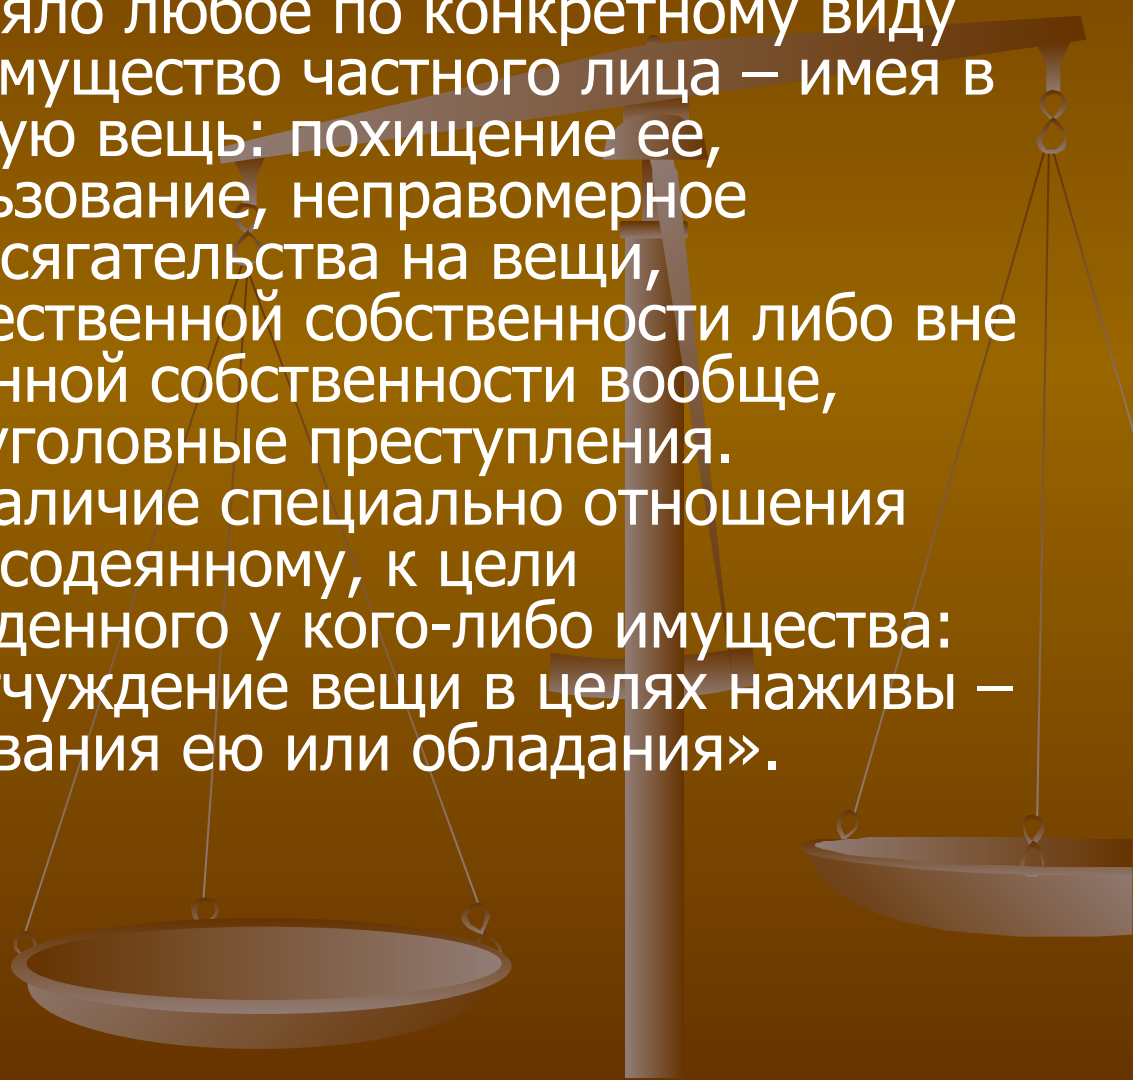 яло любое по конкретному виду
мущество частного лица – имея в
ую вещь: похищение ее,
ьзование, неправомерное
сягательства на вещи,
ественной собственности либо вне
нной собственности вообще,
уголовные преступления.
аличие специально отношения
содеянному, к цели
денного у кого-либо имущества:
тчуждение вещи в целях наживы –
вания ею или обладания».